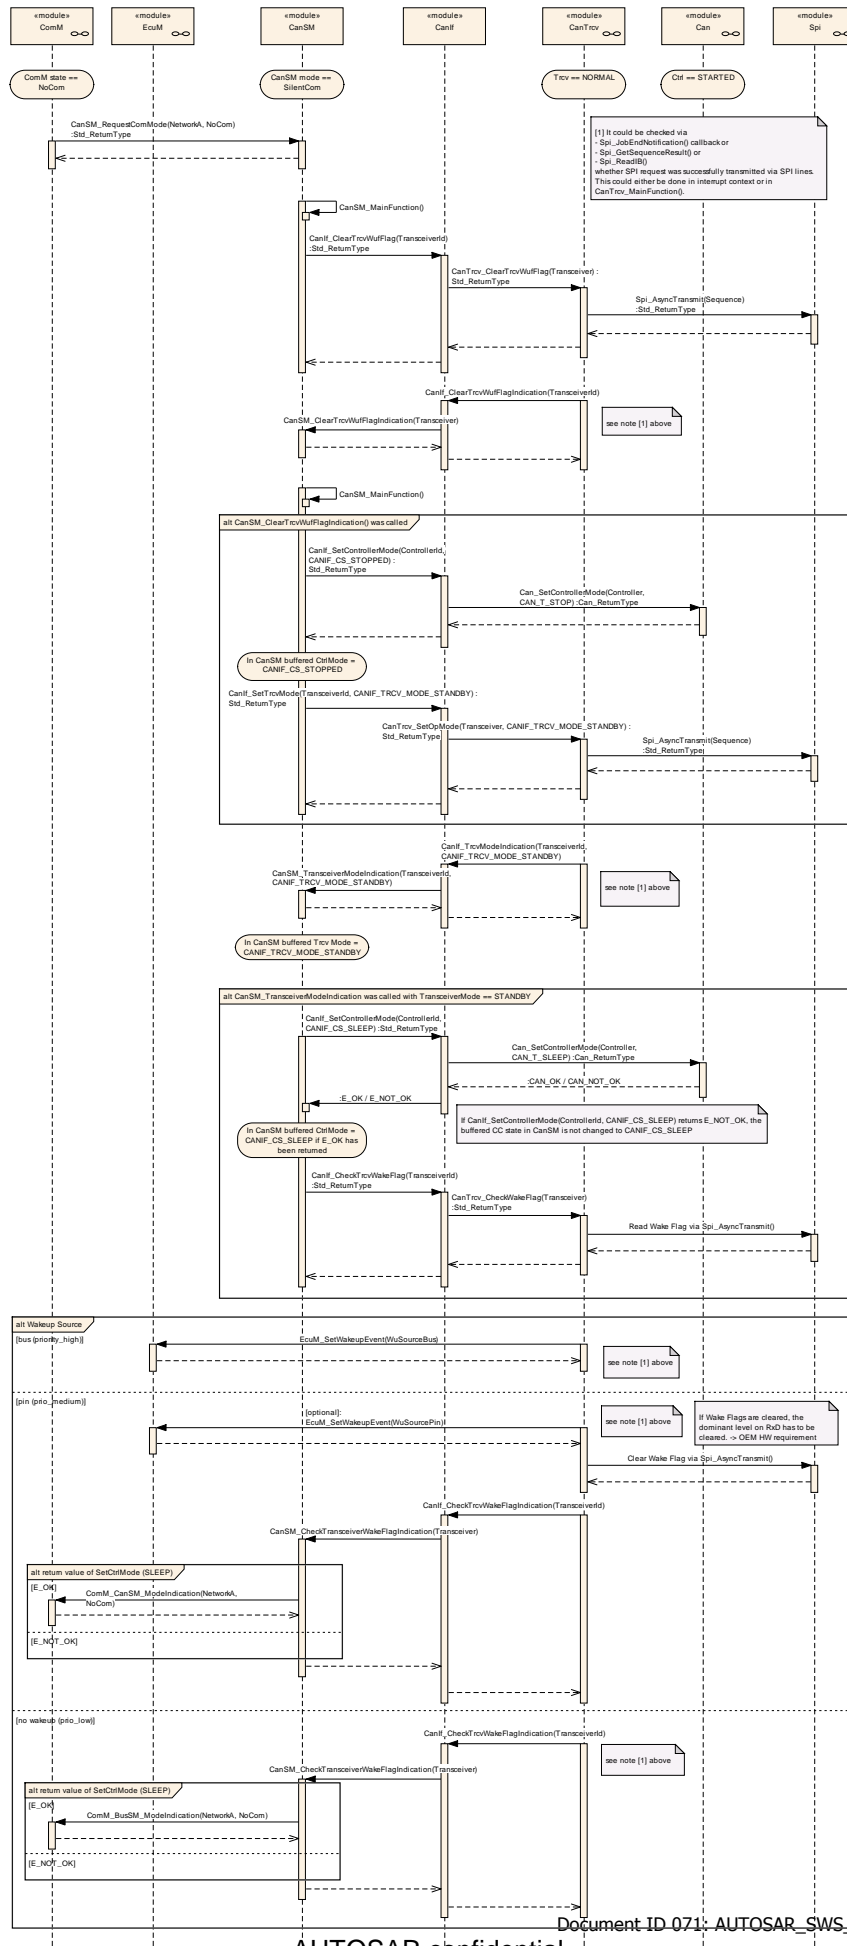 «module»
ComM
«module»
EcuM
«module»
CanSM
«module»
CanIf
«module»
CanTrcv
«module»
Can
«module»
Spi
ComM state ==
NoCom
CanSM mode ==
SilentCom
Trcv == NORMAL
Ctrl == STARTED
CanSM_RequestComMode(NetworkA, NoCom)
:Std_ReturnType
[1] It could be checked via
- Spi_JobEndNotification() callback or
- Spi_GetSequenceResult() or
- Spi_ReadIB()
whether SPI request was successfully transmitted via SPI lines.
This could either be done in interrupt context or in
CanTrcv_MainFunction().
CanSM_MainFunction()
CanIf_ClearTrcvWufFlag(TransceiverId)
:Std_ReturnType
CanTrcv_ClearTrcvWufFlag(Transceiver) :
Std_ReturnType
Spi_AsyncTransmit(Sequence)
:Std_ReturnType
CanIf_ClearTrcvWufFlagIndication(TransceiverId)
CanSM_ClearTrcvWufFlagIndication(Transceiver)
see note [1] above
CanSM_MainFunction()
alt CanSM_ClearTrcvWufFlagIndication() was called
CanIf_SetControllerMode(ControllerId,
CANIF_CS_STOPPED) :
Std_ReturnType
Can_SetControllerMode(Controller,
CAN_T_STOP) :Can_ReturnType
In CanSM buffered CtrlMode =
CANIF_CS_STOPPED
CanIf_SetTrcvMode(TransceiverId, CANIF_TRCV_MODE_STANDBY) :
Std_ReturnType
CanTrcv_SetOpMode(Transceiver, CANIF_TRCV_MODE_STANDBY) :
Std_ReturnType
Spi_AsyncTransmit(Sequence)
:Std_ReturnType
CanIf_TrcvModeIndication(TransceiverId,
CANIF_TRCV_MODE_STANDBY)
CanSM_TransceiverModeIndication(TransceiverId,
CANIF_TRCV_MODE_STANDBY)
see note [1] above
In CanSM buffered Trcv Mode =
CANIF_TRCV_MODE_STANDBY
alt CanSM_TransceiverModeIndication was called with TransceiverMode == STANDBY
CanIf_SetControllerMode(ControllerId,
CANIF_CS_SLEEP) :Std_ReturnType
Can_SetControllerMode(Controller,
CAN_T_SLEEP) :Can_ReturnType
:CAN_OK / CAN_NOT_OK
:E_OK / E_NOT_OK
If CanIf_SetControllerMode(ControllerId, CANIF_CS_SLEEP) returns E_NOT_OK, the
buffered CC state in CanSM is not changed to CANIF_CS_SLEEP
In CanSM buffered CtrlMode =
CANIF_CS_SLEEP if E_OK has
been returned
CanIf_CheckTrcvWakeFlag(TransceiverId)
:Std_ReturnType
CanTrcv_CheckWakeFlag(Transceiver)
:Std_ReturnType
Read Wake Flag via Spi_AsyncTransmit()
alt Wakeup Source
[bus (priority_high)]
EcuM_SetWakeupEvent(WuSourceBus)
see note [1] above
[pin (prio_medium)]
[optional]:
EcuM_SetWakeupEvent(WuSourcePin)
see note [1] above
If Wake Flags are cleared, the
dominant level on RxD has to be
cleared. -> OEM HW requirement
Clear Wake Flag via Spi_AsyncTransmit()
CanIf_CheckTrcvWakeFlagIndication(TransceiverId)
CanSM_CheckTransceiverWakeFlagIndication(Transceiver)
alt return value of SetCtrlMode (SLEEP)
[E_OK]
ComM_CanSM_ModeIndication(NetworkA,
NoCom)
[E_NOT_OK]
[no wakeup (prio_low)]
CanIf_CheckTrcvWakeFlagIndication(TransceiverId)
see note [1] above
CanSM_CheckTransceiverWakeFlagIndication(Transceiver)
alt return value of SetCtrlMode (SLEEP)
[E_OK]
ComM_BusSM_ModeIndication(NetworkA, NoCom)
[E_NOT_OK]
Document ID 071: AUTOSAR_SWS_
AUTOSAR confidential